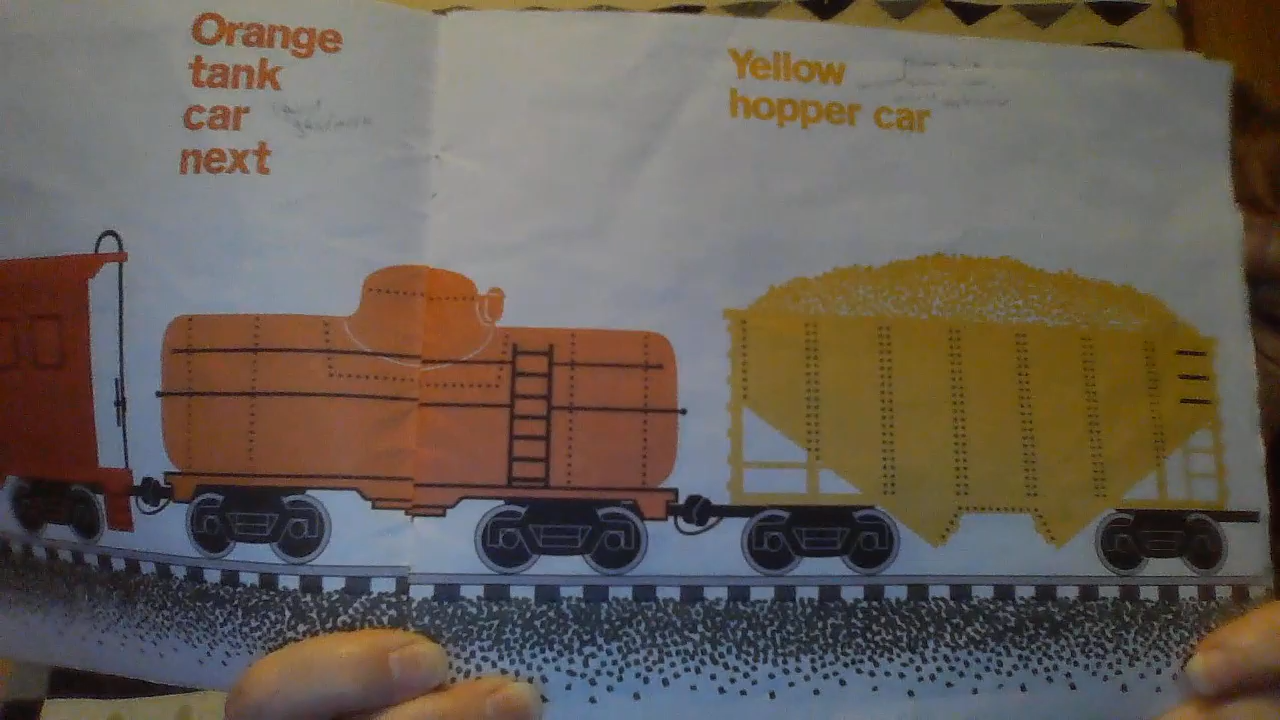 Orange
tank
car
next
Yellow
hopper car